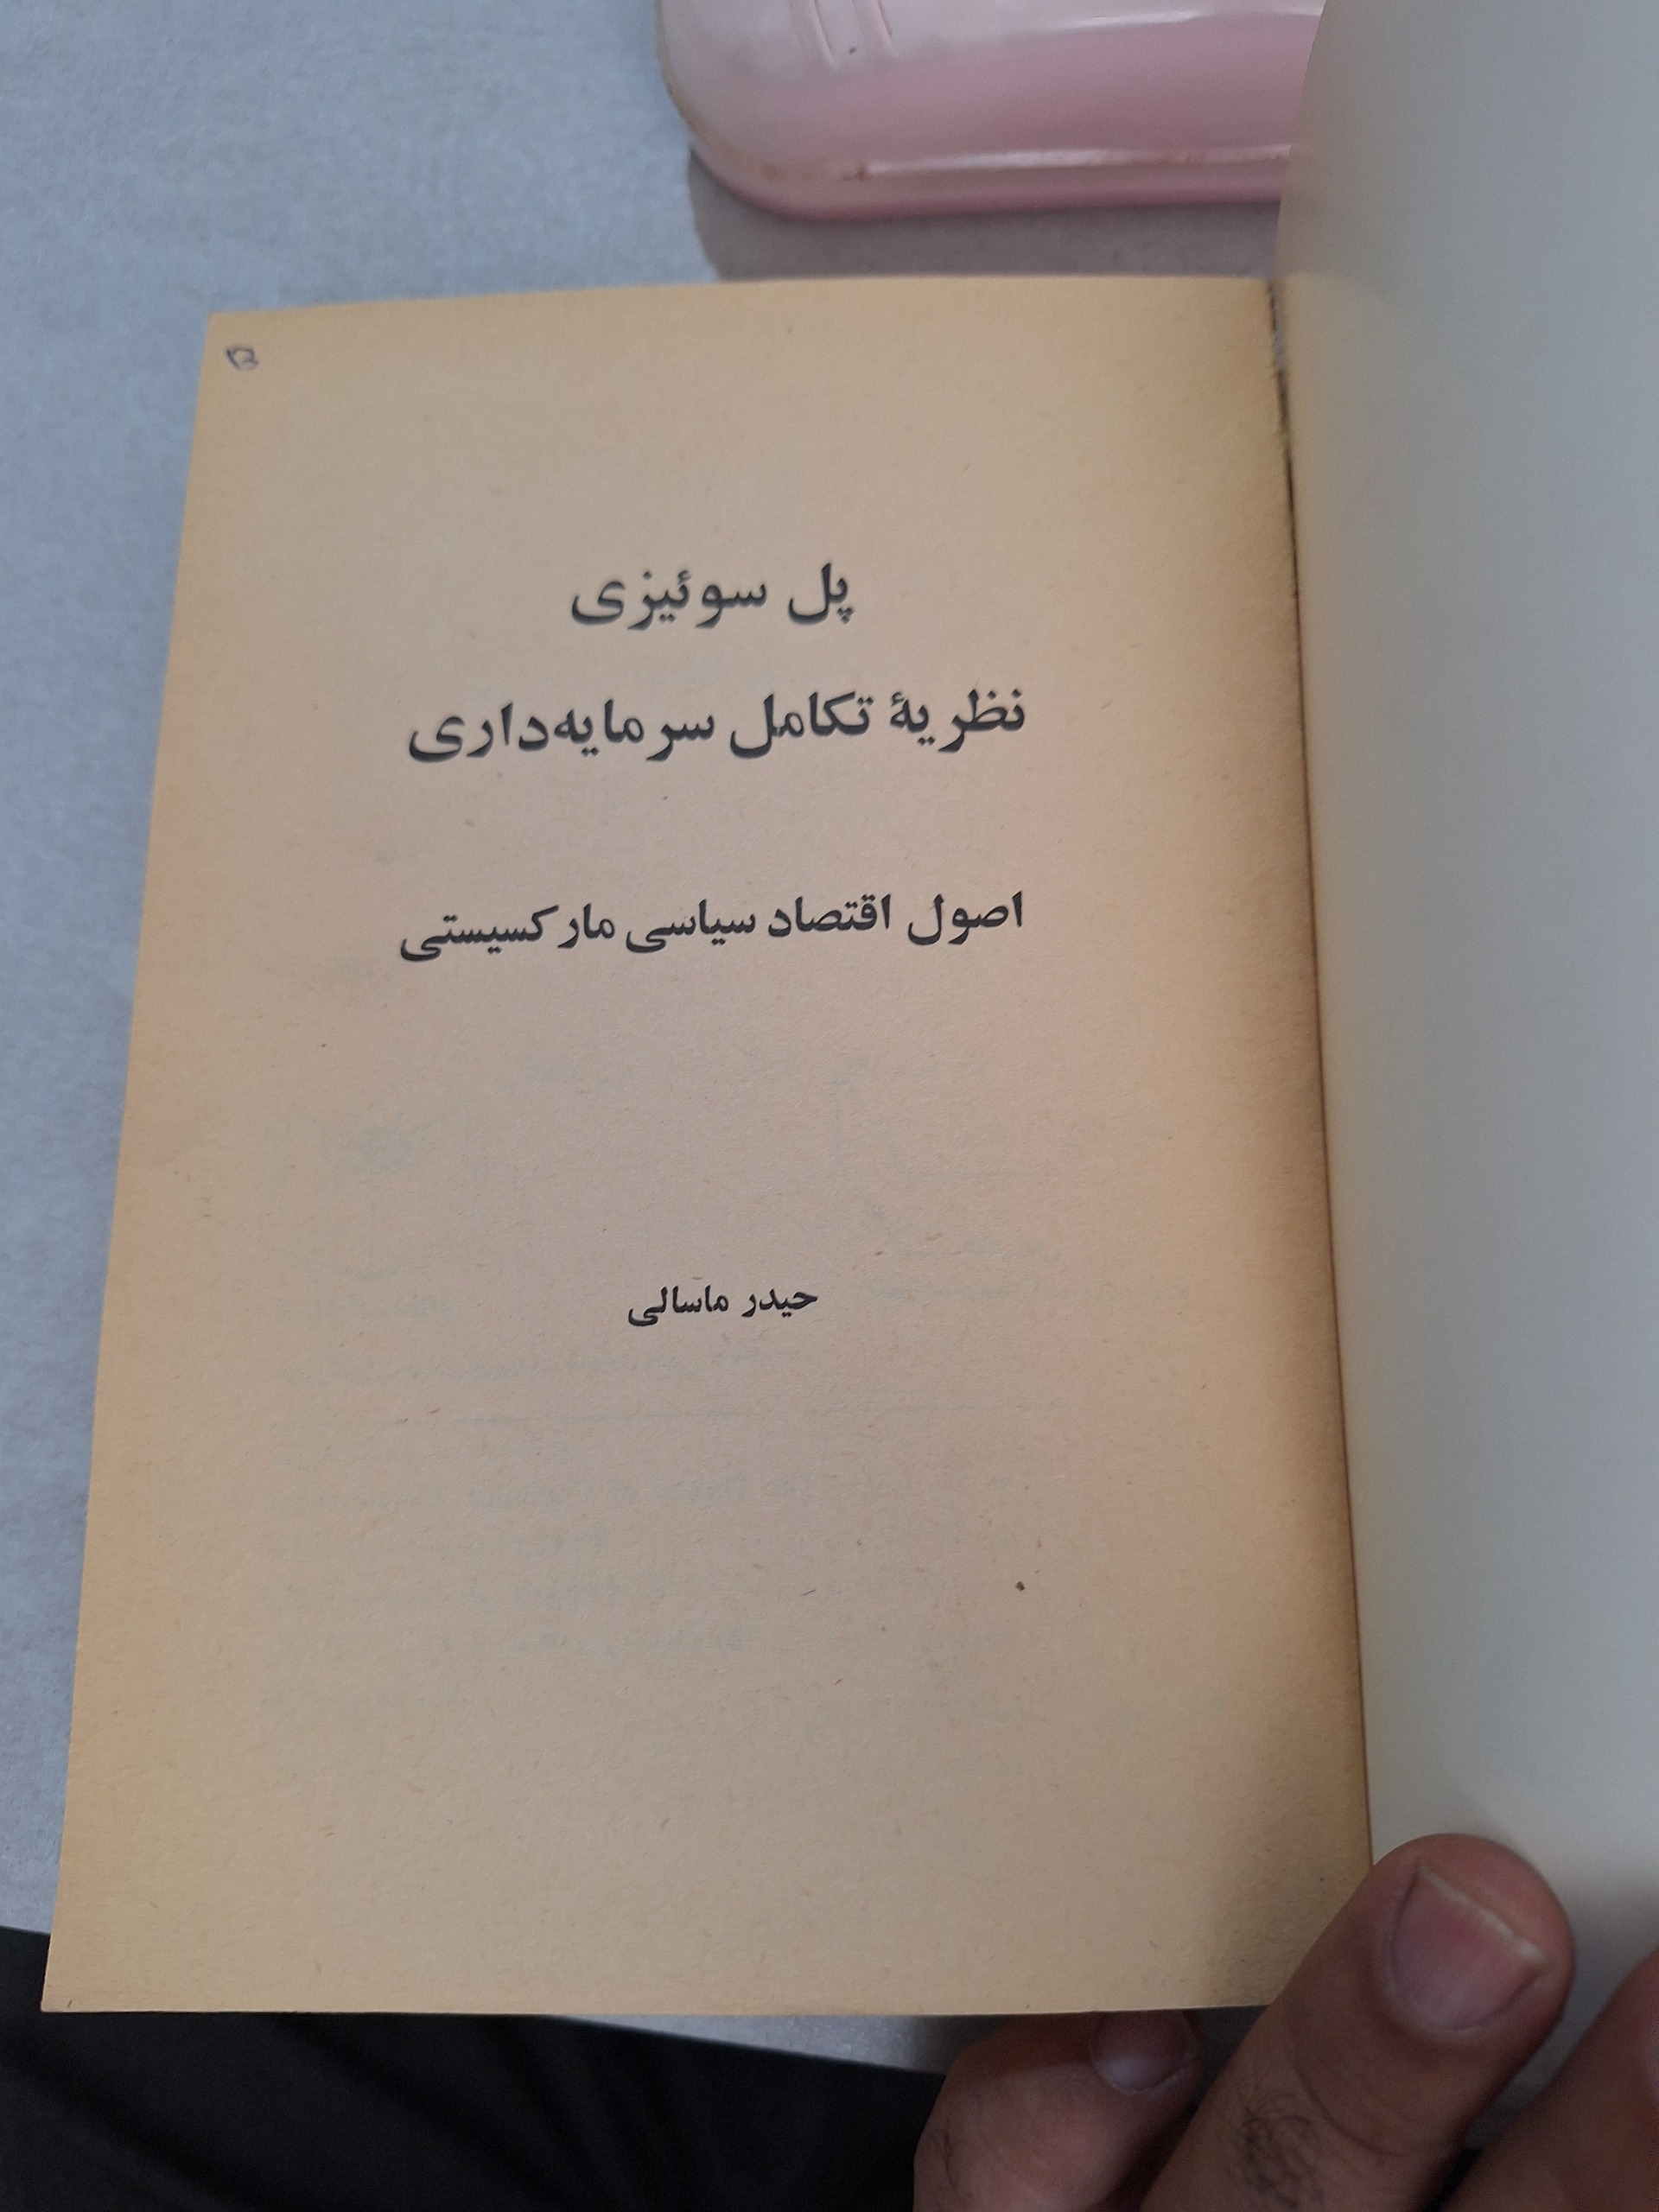 پل سوئیزی
نظریهٔ تکامل سرمایه‌داری
اصول اقتصاد سیاسی مارکسیستی
حیدر ماسالی